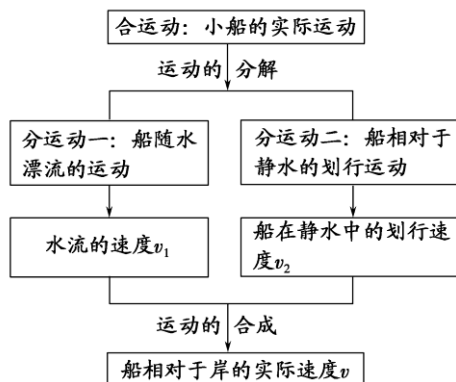 合运动：小船的实际运动
运动的 分解
分运动一：船随水
漂流的运动
分运动二：船相对于
静水的划行运动
水流的速度v₁
船在静水中的划行速
度v₂
运动的 合成
船相对于岸的实际速度v